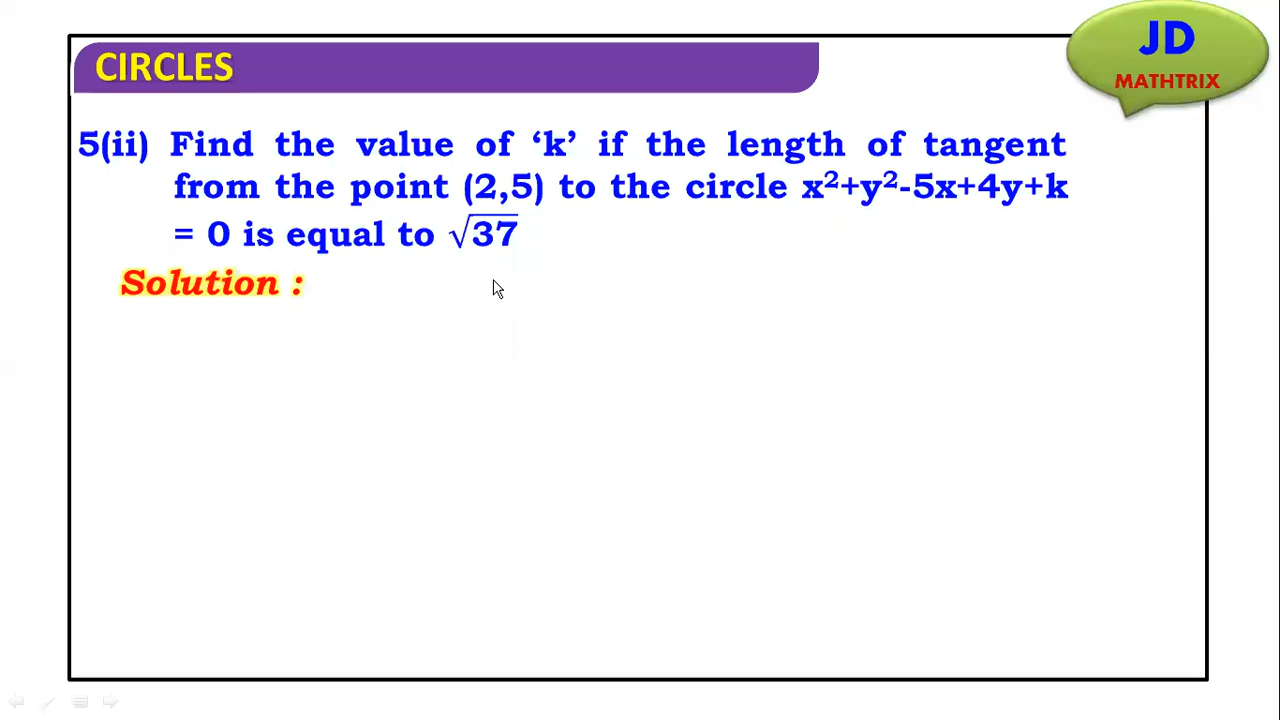 JD
MATHTRIX
CIRCLES
5(ii) Find the value of ‘k’ if the length of tangent
from the point (2,5) to the circle x²+y²-5x+4y+k
= 0 is equal to √37
Solution :